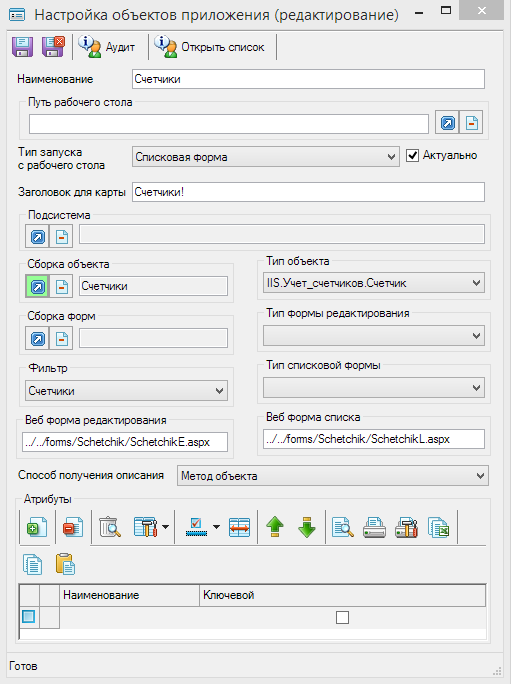 Настройка объектов приложения (редактирование)
Аудит
Открыть список
Наименование
Счетчики
Путь рабочего стола
Тип запуска
с рабочего стола
Списковая форма
Актуально
Заголовок для карты
Счетчики!
Подсистема
Сборка объекта
Счетчики
Тип объекта
IIS.Учет_счетчиков.Счетчик
Сборка форм
Тип формы редактирования
Фильтр
Счетчики
Тип списковой формы
Веб форма редактирования
../../forms/Schetchik/SchetchikE.aspx
Веб форма списка
../../forms/Schetchik/SchetchikL.aspx
Способ получения описания
Метод объекта
Атрибуты
Наименование
Ключевой
Готов